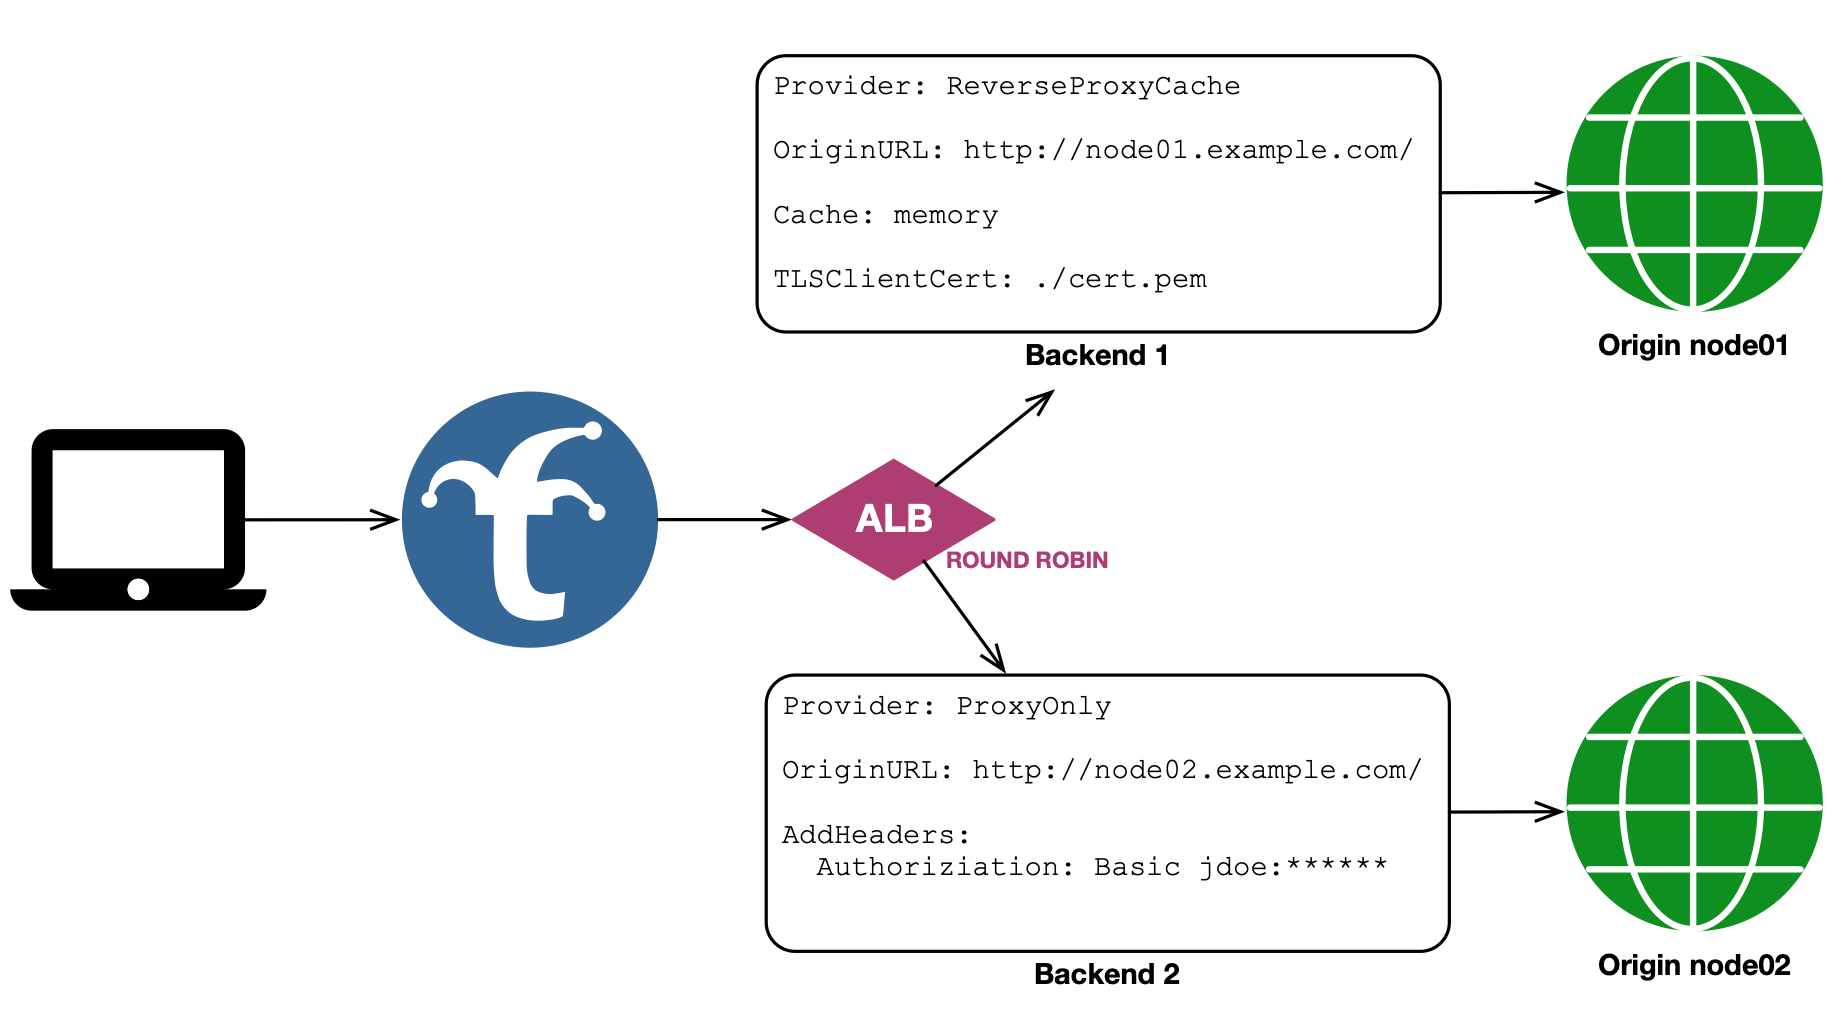 Provider: ReverseProxyCache
OriginURL: http://node01.example.com/
Cache: memory
TLSClientCert: ./cert.pem
Backend 1
Origin node01
ALB
ROUND ROBIN
Provider: ProxyOnly
OriginURL: http://node02.example.com/
AddHeaders:
Authoriziation: Basic jdoe:******
Backend 2
Origin node02